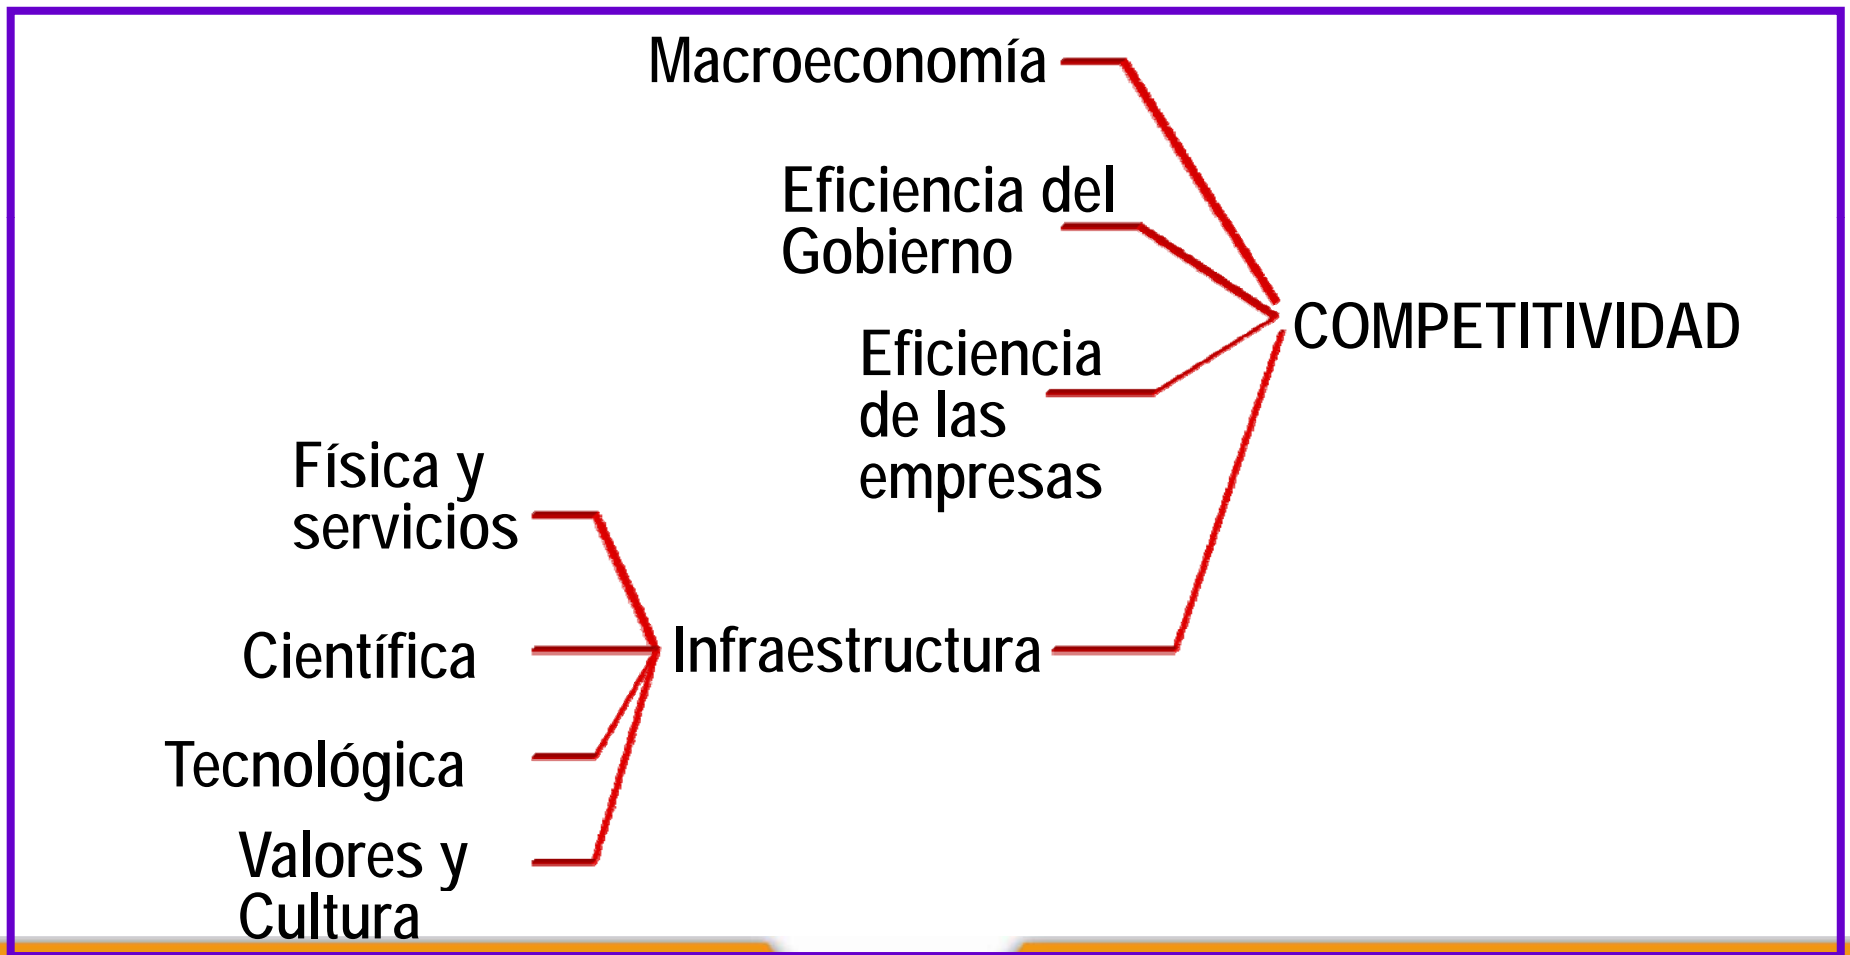 Macroeconomía
Eficiencia del
Gobierno
COMPETITIVIDAD
Eficiencia
de las
empresas
Física y
servicios
Infraestructura
Científica
Tecnológica
Valores y
Cultura